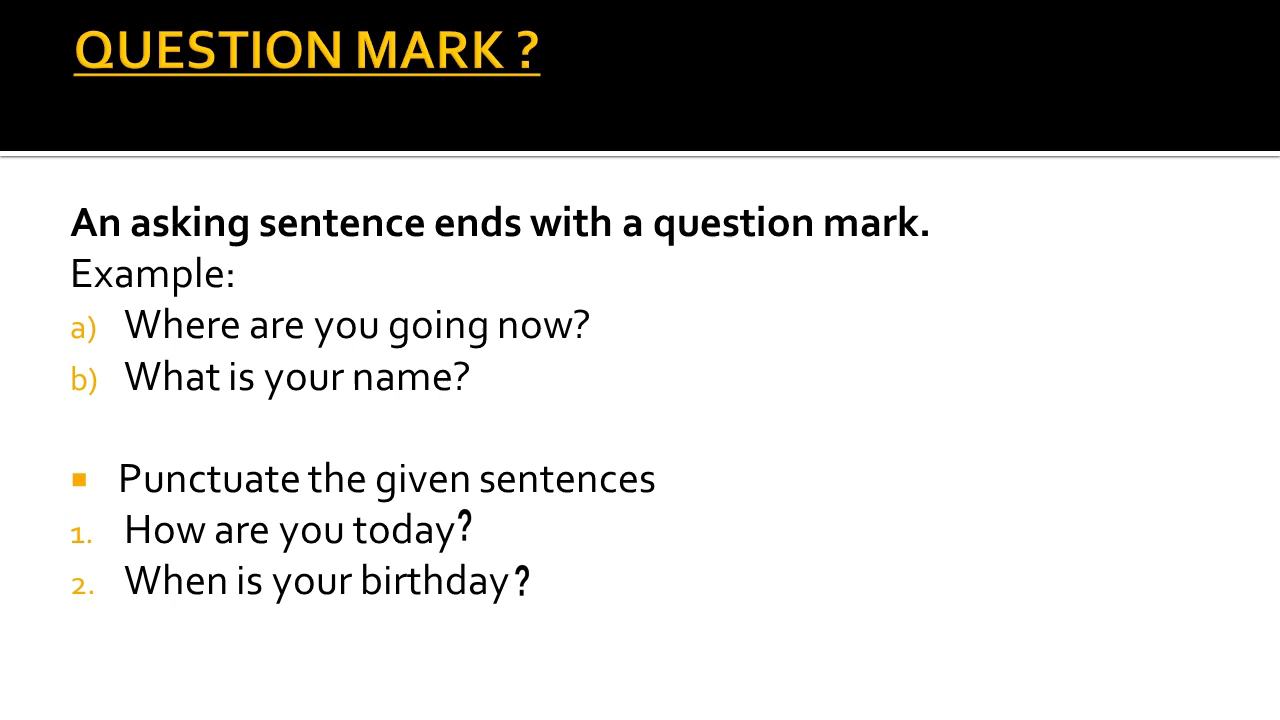 QUESTION MARK ?
An asking sentence ends with a question mark.
Example:
a) Where are you going now?
b) What is your name?
▪ Punctuate the given sentences
1. How are you today?
2. When is your birthday?